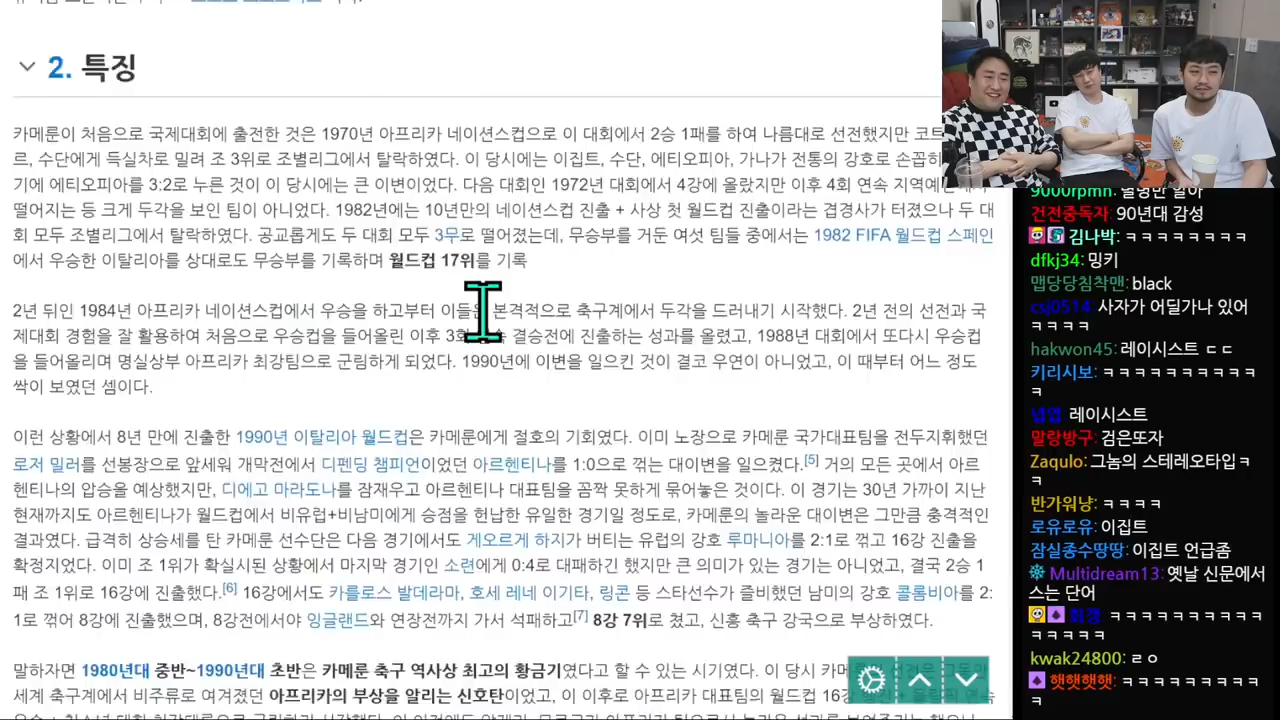 2. 특징
카메룬이 처음으로 국제대회에 출전한 것은 1970년 아프리카 네이션스컵으로 이 대회에서 2승 1패를 하여 나름대로 선전했지만 코트
르, 수단에게 득실차로 밀려 조 3위로 조별리그에서 탈락하였다. 이 당시에는 이집트, 수단, 에티오피아, 가나가 전통의 강호로 손꼽히
기에 에티오피아를 3:2로 누른 것이 이 당시에는 큰 이변이었다. 다음 대회인 1972년 대회에서 4강에 올랐지만 이후 4회 연속 지역예선에서
떨어지는 등 크게 두각을 보인 팀이 아니었다. 1982년에는 10년만의 네이션스컵 진출 + 사상 첫 월드컵 진출이라는 겹경사가 터졌으나 두 대
회 모두 조별리그에서 탈락하였다. 공교롭게도 두 대회 모두 3무로 떨어졌는데, 무승부를 거둔 여섯 팀들 중에서는 1982 FIFA 월드컵 스페인
에서 우승한 이탈리아를 상대로도 무승부를 기록하며 월드컵 17위를 기록
2년 뒤인 1984년 아프리카 네이션스컵에서 우승을 하고부터 이들은 본격적으로 축구계에서 두각을 드러내기 시작했다. 2년 전의 선전과 국
제대회 경험을 잘 활용하여 처음으로 우승컵을 들어올린 이후 3회 연속 결승전에 진출하는 성과를 올렸고, 1988년 대회에서 또다시 우승컵
을 들어올리며 명실상부 아프리카 최강팀으로 군림하게 되었다. 1990년에 이변을 일으킨 것이 결코 우연이 아니었고, 이 때부터 어느 정도
싹이 보였던 셈이다.
이런 상황에서 8년 만에 진출한 1990년 이탈리아 월드컵은 카메룬에게 절호의 기회였다. 이미 노장으로 카메룬 국가대표팀을 전두지휘했던
로저 밀러를 선봉장으로 앞세워 개막전에서 디펜딩 챔피언이었던 아르헨티나를 1:0으로 꺾는 대이변을 일으켰다.[5] 거의 모든 곳에서 아르
헨티나의 압승을 예상했지만, 디에고 마라도나를 잠재우고 아르헨티나 대표팀을 꼼짝 못하게 묶어놓은 것이다. 이 경기는 30년 가까이 지난
현재까지도 아르헨티나가 월드컵에서 비유럽+비남미에게 승점을 헌납한 유일한 경기일 정도로, 카메룬의 놀라운 대이변은 그만큼 충격적인
결과였다. 급격히 상승세를 탄 카메룬 선수단은 다음 경기에서도 게오르게 하지가 버티는 유럽의 강호 루마니아를 2:1로 꺾고 16강 진출을
확정지었다. 이미 조 1위가 확실시된 상황에서 마지막 경기인 소련에게 0:4로 대패하긴 했지만 큰 의미가 있는 경기는 아니었고, 결국 2승 1
패 조 1위로 16강에 진출했다.[6] 16강에서도 카를로스 발데라마, 호세 레네 이기타, 링콘 등 스타선수가 즐비했던 남미의 강호 콜롬비아를 2:
1로 꺾어 8강에 진출했으며, 8강전에서야 잉글랜드와 연장전까지 가서 석패하고[7] 8강 7위로 쳤고, 신흥 축구 강국으로 부상하였다.
말하자면 1980년대 중반~1990년대 초반은 카메룬 축구 역사상 최고의 황금기였다고 할 수 있는 시기였다. 이 당시
세계 축구계에서 비주류로 여겨졌던 아프리카의 부상을 알리는 신호탄이었고, 이 이후로 아프리카 대표팀의 월드컵 16강
9000rpmn:
건전중독자: 90년대 감성
김나박: ㅋㅋㅋㅋㅋㅋㅋㅋ
dfkj34: 밍키
맵당당침착맨: black
csj0514: 사자가 어딜가나 있어
ㅋㅋㅋㅋ
hakwon45: 레이시스트 ㄷㄷ
키리시보: ㅋㅋㅋㅋㅋㅋㅋㅋㅋㅋ
ㅋ
레이시스트
말랑방구: 검은또자
Zaqulo: 그놈의 스테레오타입ㅋ
ㅋ
반가워냥: ㅋㅋㅋㅋ
로유로유: 이집트
잠실종수땅땅: 이집트 언급좀
Multidream13: 옛날 신문에서
쓰는 단어
ㅋㅋㅋㅋㅋㅋㅋㅋㅋㅋ
ㅋㅋㅋㅋㅋㅋ
kwak24800: ㄹㅇ
햇햇햇햇: ㅋㅋㅋㅋㅋㅋㅋㅋ
ㅋ